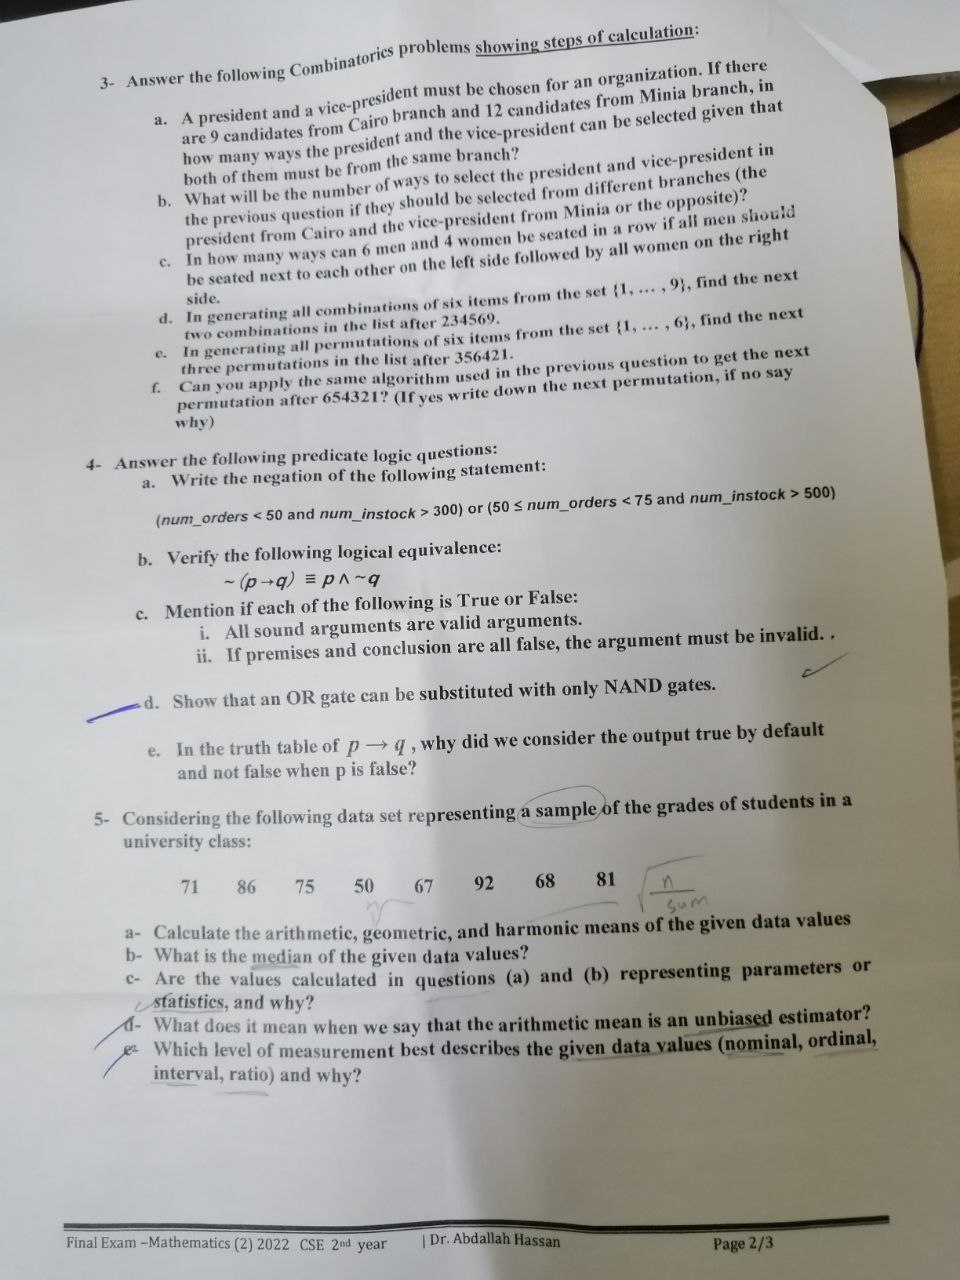 3- Answer the following Combinatorics problems showing steps of calculation:
a. A president and a vice-president must be chosen for an organization. If there
are 9 candidates from Cairo branch and 12 candidates from Minia branch, in
how many ways the president and the vice-president can be selected given that
both of them must be from the same branch?
b. What will be the number of ways to select the president and vice-president in
the previous question if they should be selected from different branches (the
president from Cairo and the vice-president from Minia or the opposite)?
c. In how many ways can 6 men and 4 women be seated in a row if all men should
be seated next to each other on the left side followed by all women on the right
side.
d. In generating all combinations of six items from the set {1, ... , 9}, find the next
two combinations in the list after 234569.
e. In generating all permutations of six items from the set {1, ... , 6}, find the next
three permutations in the list after 356421.
f. Can you apply the same algorithm used in the previous question to get the next
permutation after 654321? (If yes write down the next permutation, if no say
why)
4- Answer the following predicate logic questions:
a. Write the negation of the following statement:
(num_orders < 50 and num_instock > 300) or (50 ≤ num_orders < 75 and num_instock > 500)
b. Verify the following logical equivalence:
~ (p→q) ≡ p ∧ ~q
c. Mention if each of the following is True or False:
i. All sound arguments are valid arguments.
ii. If premises and conclusion are all false, the argument must be invalid. .
d. Show that an OR gate can be substituted with only NAND gates.
e. In the truth table of p → q , why did we consider the output true by default
and not false when p is false?
5- Considering the following data set representing a sample of the grades of students in a
university class:
71 86 75 50 67 92 68 81
n
sum
a- Calculate the arithmetic, geometric, and harmonic means of the given data values
b- What is the median of the given data values?
c- Are the values calculated in questions (a) and (b) representing parameters or
statistics, and why?
d- What does it mean when we say that the arithmetic mean is an unbiased estimator?
e- Which level of measurement best describes the given data values (nominal, ordinal,
interval, ratio) and why?
Final Exam –Mathematics (2) 2022 CSE 2nd year | Dr. Abdallah Hassan Page 2/3